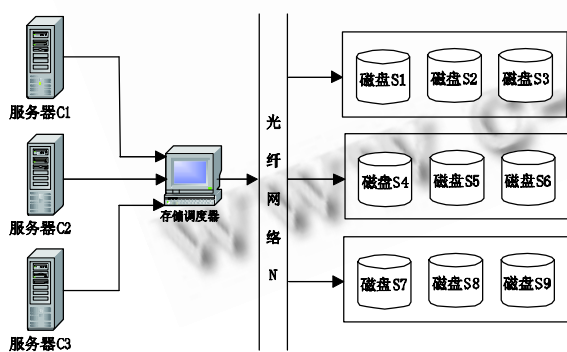 服务器C1
服务器C2
服务器C3
存储调度器
光纤网络N
磁盘S1 磁盘S2 磁盘S3
磁盘S4 磁盘S5 磁盘S6
磁盘S7 磁盘S8 磁盘S9
www.c-